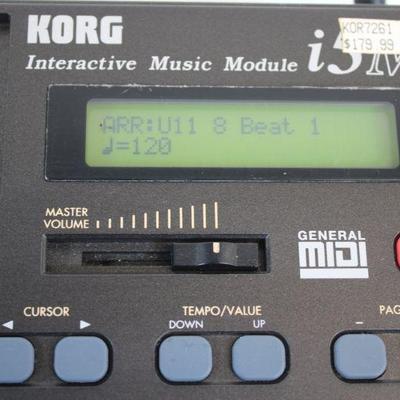 KORG
KOR7261
$179.99
Interactive Music Module i5M
ARR:U11 8 Beat 1
♩=120
MASTER
VOLUME
GENERAL
MIDI
CURSOR
TEMPO/VALUE
PAG
DOWN
UP